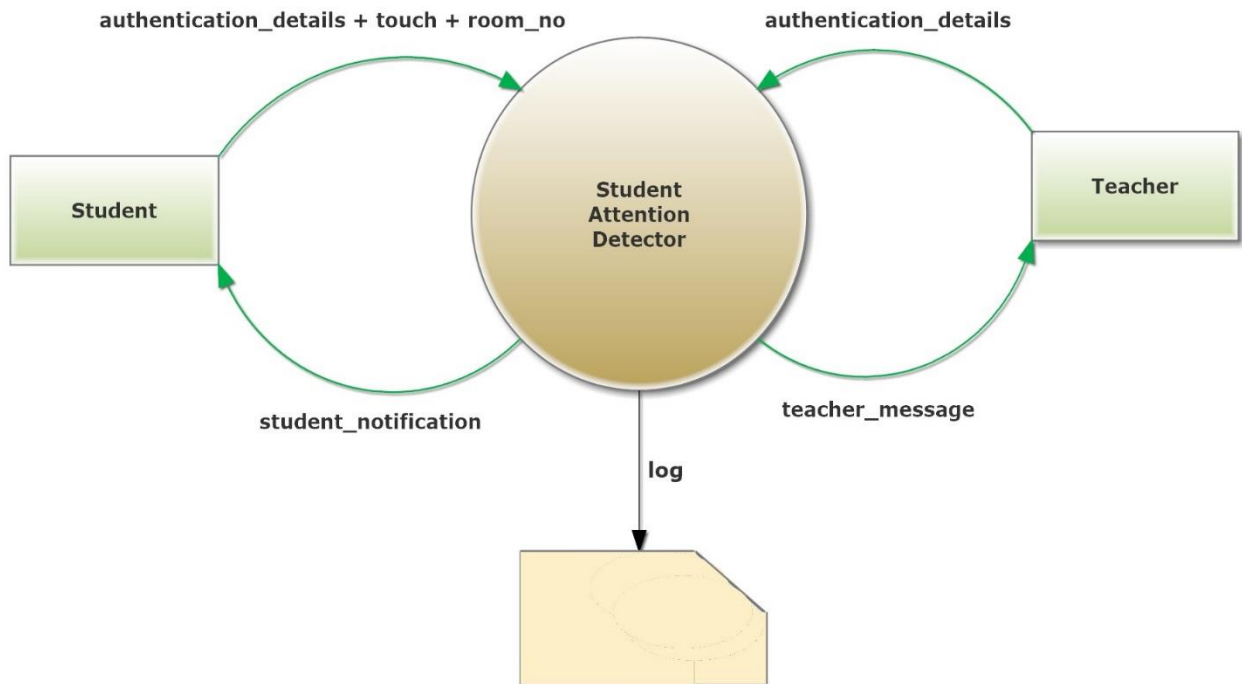 authentication_details + touch + room_no
authentication_details
Student
Student
Attention
Detector
Teacher
student_notification
teacher_message
log